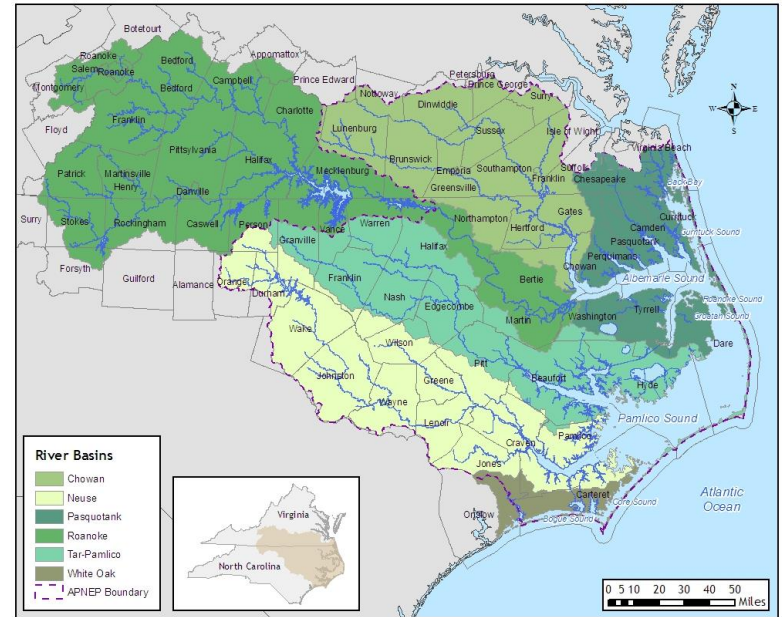 Botetourt
Roanoke
Salem
Roanoke
Montgomery
Bedford
Bedford
Campbell
Appomattox
Prince Edward
Charlotte
Nottoway
Petersburg
Prince George
Dinwiddie
Surry
Sussex
Isle of Wight
Lunenburg
Floyd
Franklin
Pittsylvania
Halifax
Brunswick
Emporia
Greensville
Southampton
Franklin
Suffolk
Virginia Beach
Chesapeake
Back Bay
Patrick
Martinsville
Henry
Danville
Mecklenburg
Surry
Stokes
Rockingham
Caswell
Person
Vance
Warren
Northampton
Gates
Hertford
Currituck
Camden
Currituck Sound
Pasquotank
Perquimans
Chowan
Forsyth
Guilford
Alamance
Orange
Durham
Granville
Franklin
Halifax
Bertie
Albemarle Sound
Nash
Edgecombe
Martin
Washington
Tyrrell
Roanoke Sound
Croatan Sound
Dare
Wake
Wilson
Pitt
Beaufort
Hyde
Johnston
Greene
Wayne
Lenoir
Craven
Pamlico
Pamlico Sound
Jones
Onslow
Carteret
Core Sound
Bogue Sound
Atlantic
Ocean
N
W
E
S
River Basins
Chowan
Neuse
Pasquotank
Roanoke
Tar-Pamlico
White Oak
APNEP Boundary
Virginia
North Carolina
0 5 10 20 30 40 50
Miles